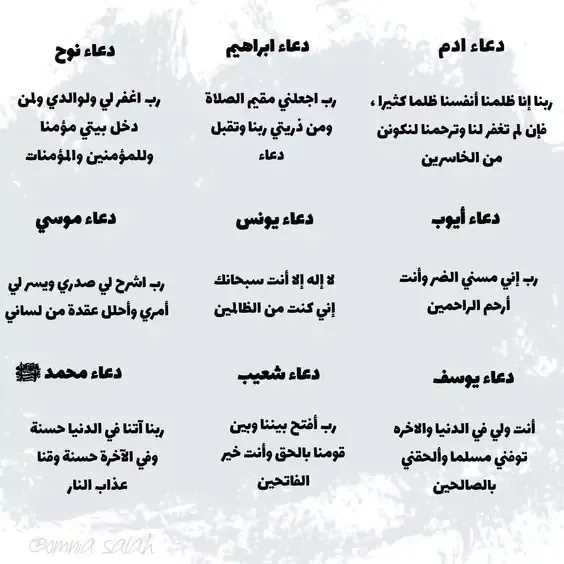 دعاء ادم
ربنا إنا ظلمنا أنفسنا ظلما كثيرا ،
فإن لم تغفر لنا وترحمنا لنكونن
من الخاسرين
دعاء ابراهيم
رب اجعلني مقيم الصلاة
ومن ذريتي ربنا وتقبل
دعاء
دعاء نوح
رب اغفر لي ولوالدي ولمن
دخل بيتي مؤمنا
وللمؤمنين والمؤمنات
دعاء أيوب
رب إني مسني الضر وأنت
أرحم الراحمين
دعاء يونس
لا إله إلا أنت سبحانك
إني كنت من الظالمين
دعاء موسي
رب اشرح لي صدري ويسر لي
أمري وأحلل عقدة من لساني
دعاء يوسف
أنت ولي في الدنيا والاخره
توفني مسلما وألحقني
بالصالحين
دعاء شعيب
رب أفتح بيننا وبين
قومنا بالحق وأنت خير
الفاتحين
دعاء محمد ﷺ
ربنا آتنا في الدنيا حسنة
وفي الآخرة حسنة وقنا
عذاب النار
@omnia salah